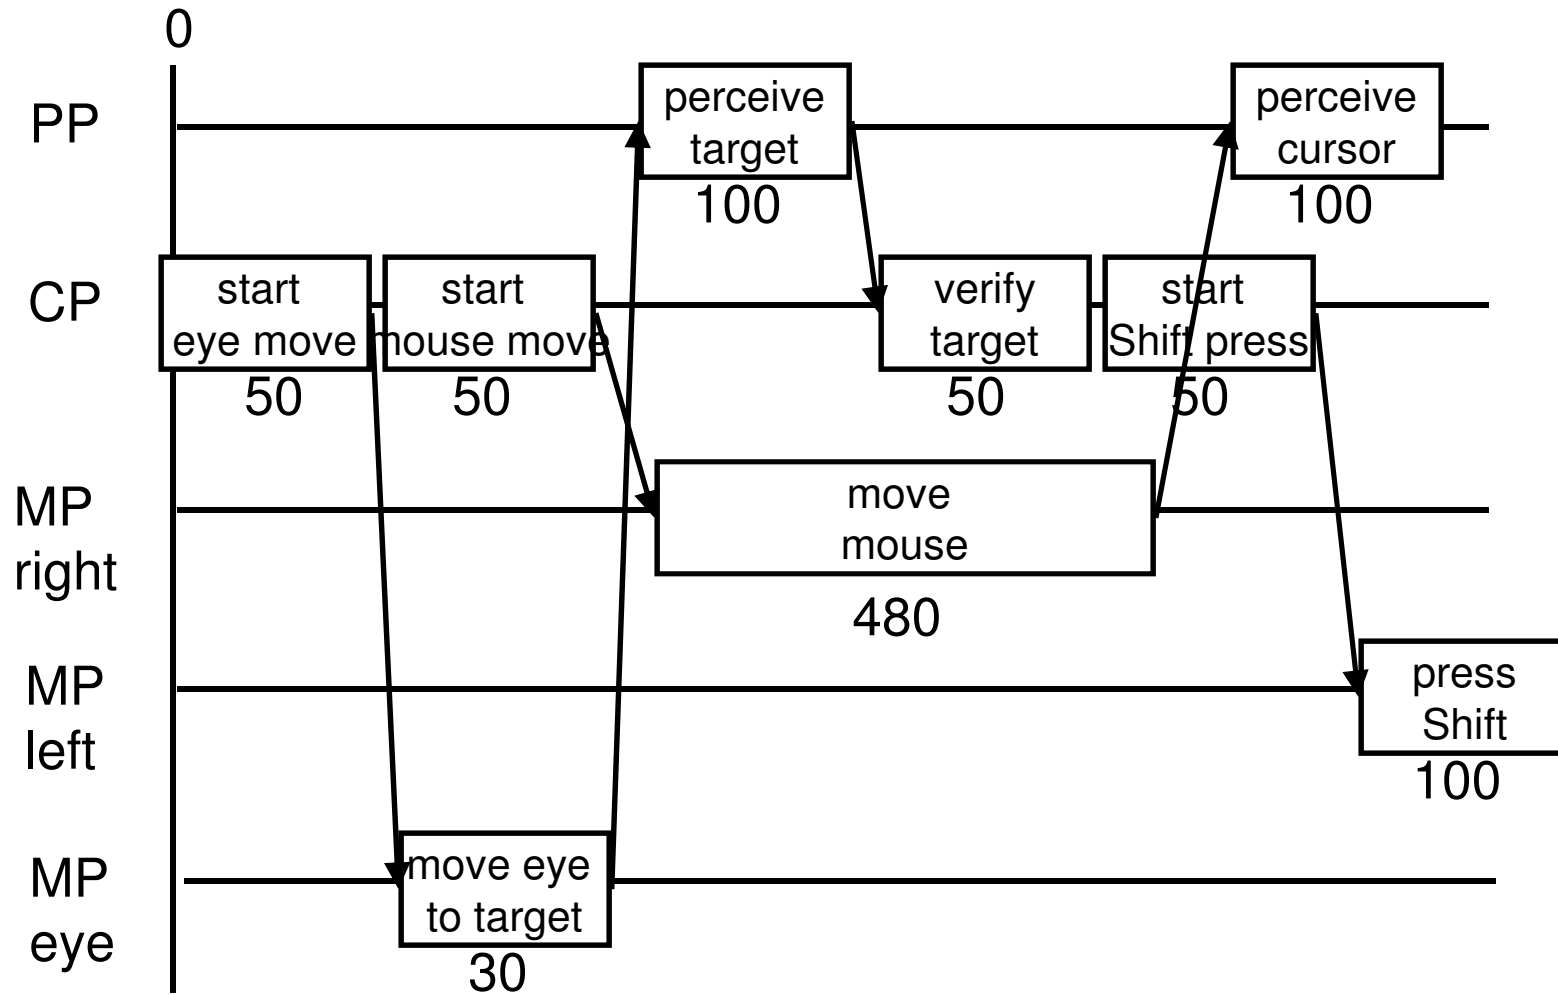 0
PP
perceive
target
100
perceive
cursor
100
CP
start
eye move
50
start
mouse move
50
verify
target
50
start
Shift press
50
MP
right
move
mouse
480
MP
left
press
Shift
100
MP
eye
move eye
to target
30